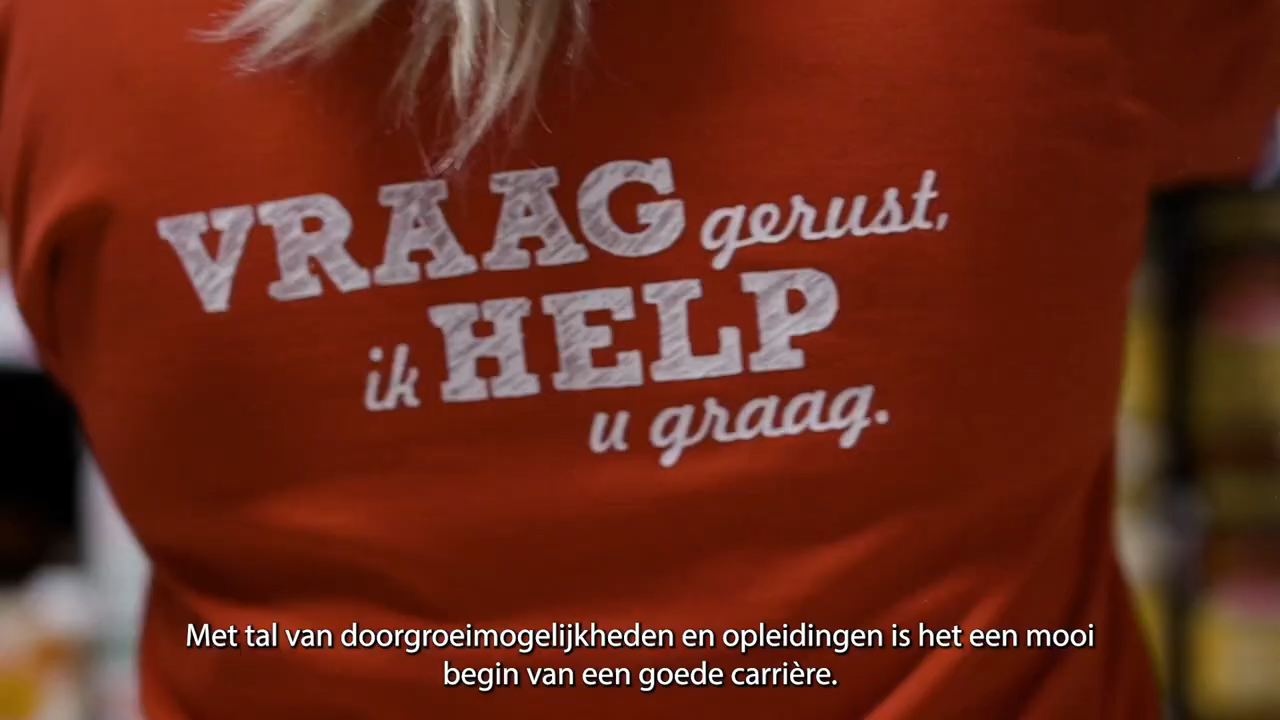 VRAAG gerust,
ik HELP
u graag.
Met tal van doorgroeimogelijkheden en opleidingen is het een mooi
begin van een goede carrière.